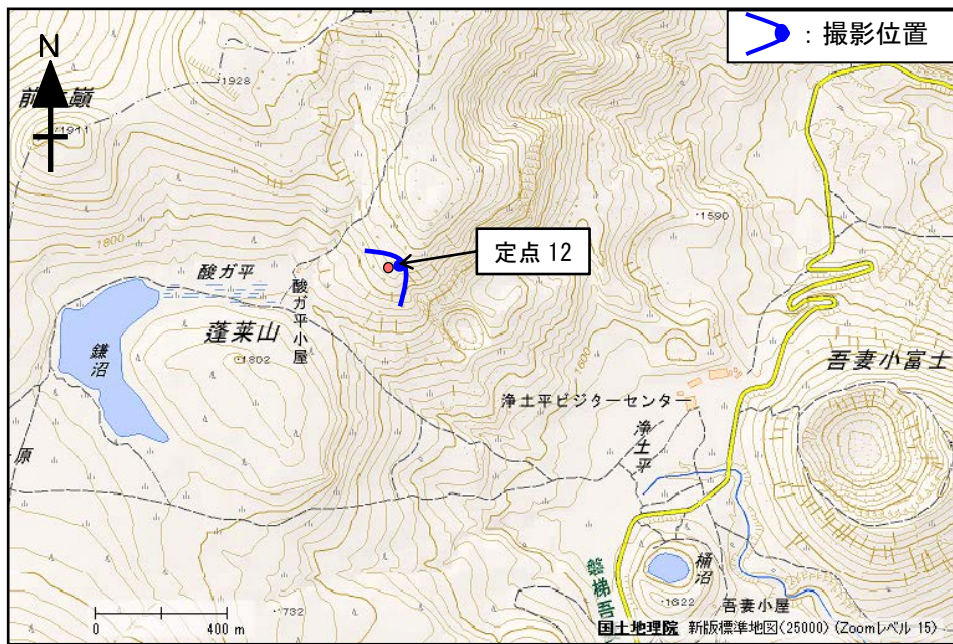 ：撮影位置
N
山
1928
前
巓
1911
1590
定点 12
1800
酸ガ平
酸ガ平小屋
蓬莱山
1802
鎌沼
1600
吾妻小富士
浄土平ビジターセンター
浄土平
原
桶沼
磐梯吾
1622
吾妻小屋
1732
0 400 m
国土地理院 新版標準地図(25000) (Zoomレベル 15)